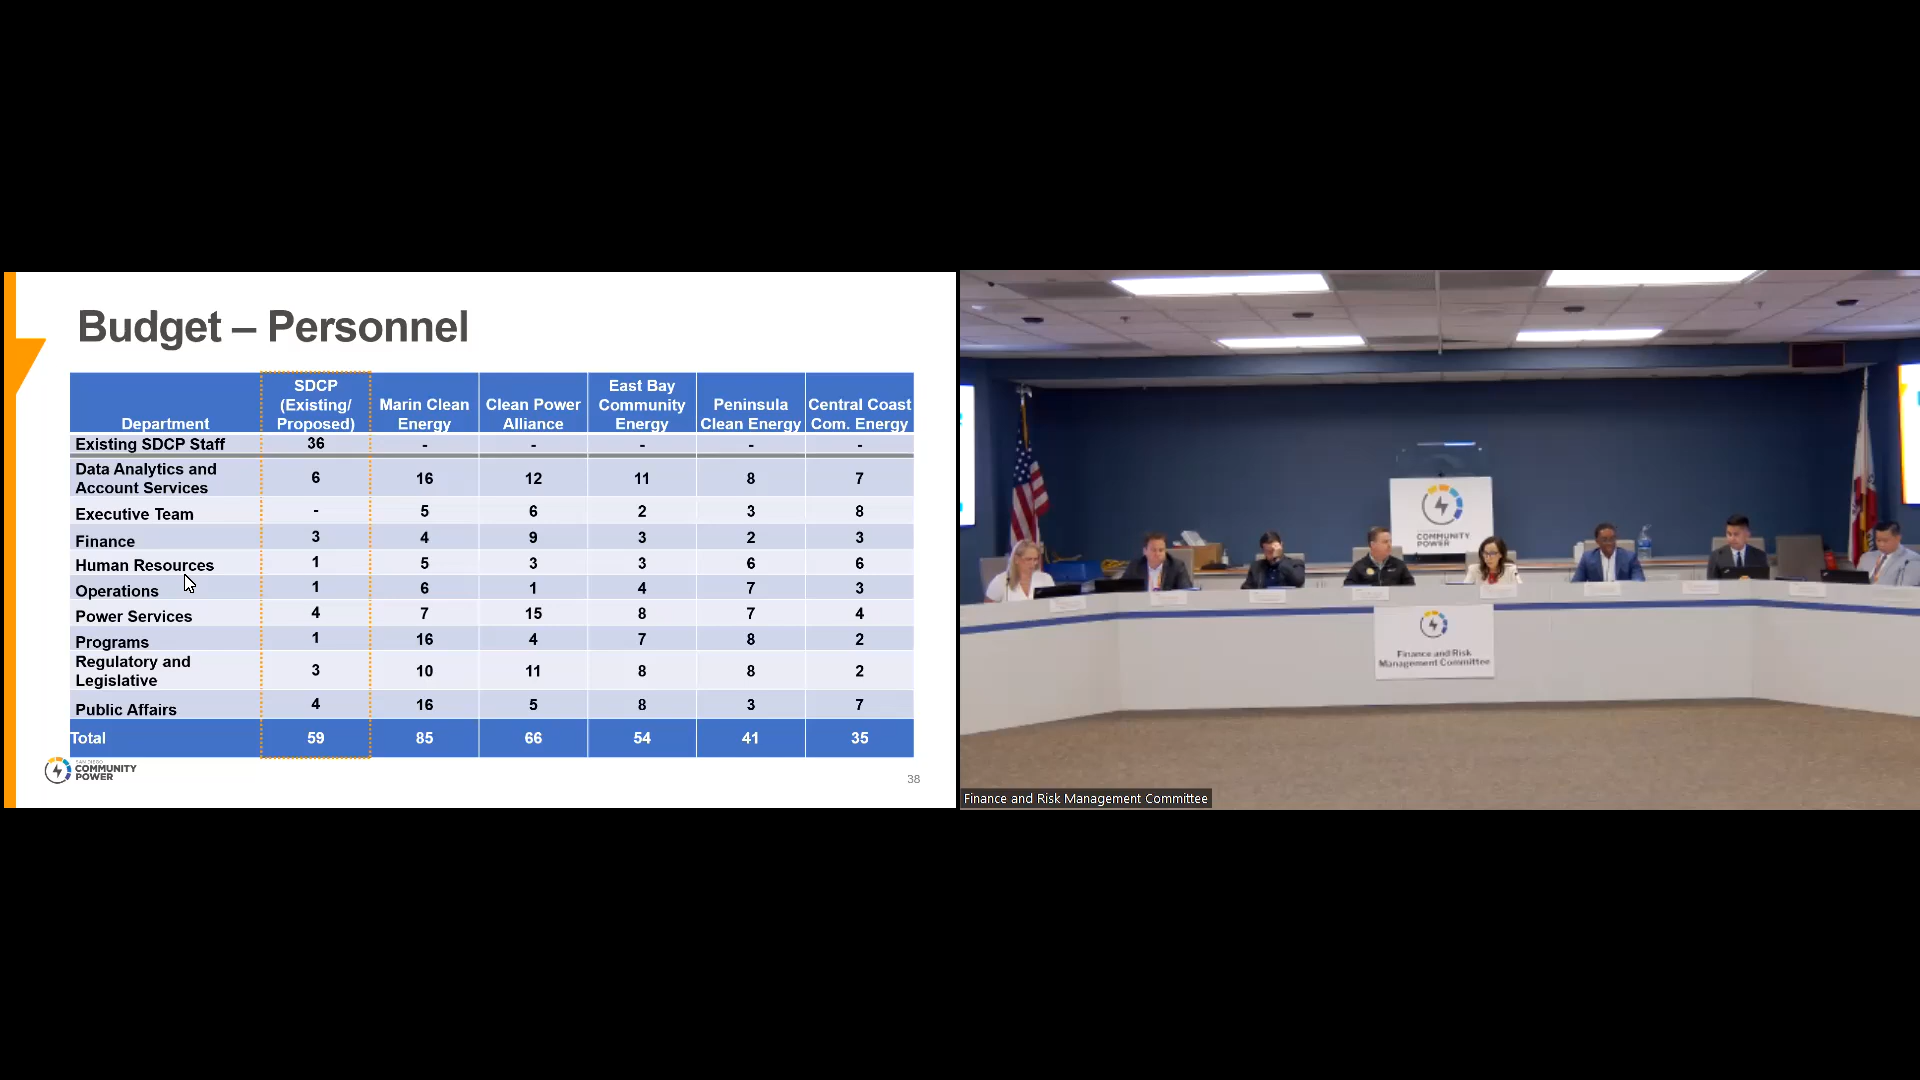 Budget – Personnel
Department
SDCP (Existing/ Proposed)
Marin Clean Energy
Clean Power Alliance
East Bay Community Energy
Peninsula Clean Energy
Central Coast Com. Energy
Existing SDCP Staff 36 - - - - -
Data Analytics and Account Services 6 16 12 11 8 7
Executive Team - 5 6 2 3 8
Finance 3 4 9 3 2 3
Human Resources 1 5 3 3 6 6
Operations 1 6 1 4 7 3
Power Services 4 7 15 8 7 4
Programs 1 16 4 7 8 2
Regulatory and Legislative 3 10 11 8 8 2
Public Affairs 4 16 5 8 3 7
Total 59 85 66 54 41 35
SAN DIEGO
COMMUNITY
POWER
38
COMMUNITY
POWER
Finance and Risk
Management Committee
Finance and Risk Management Committee